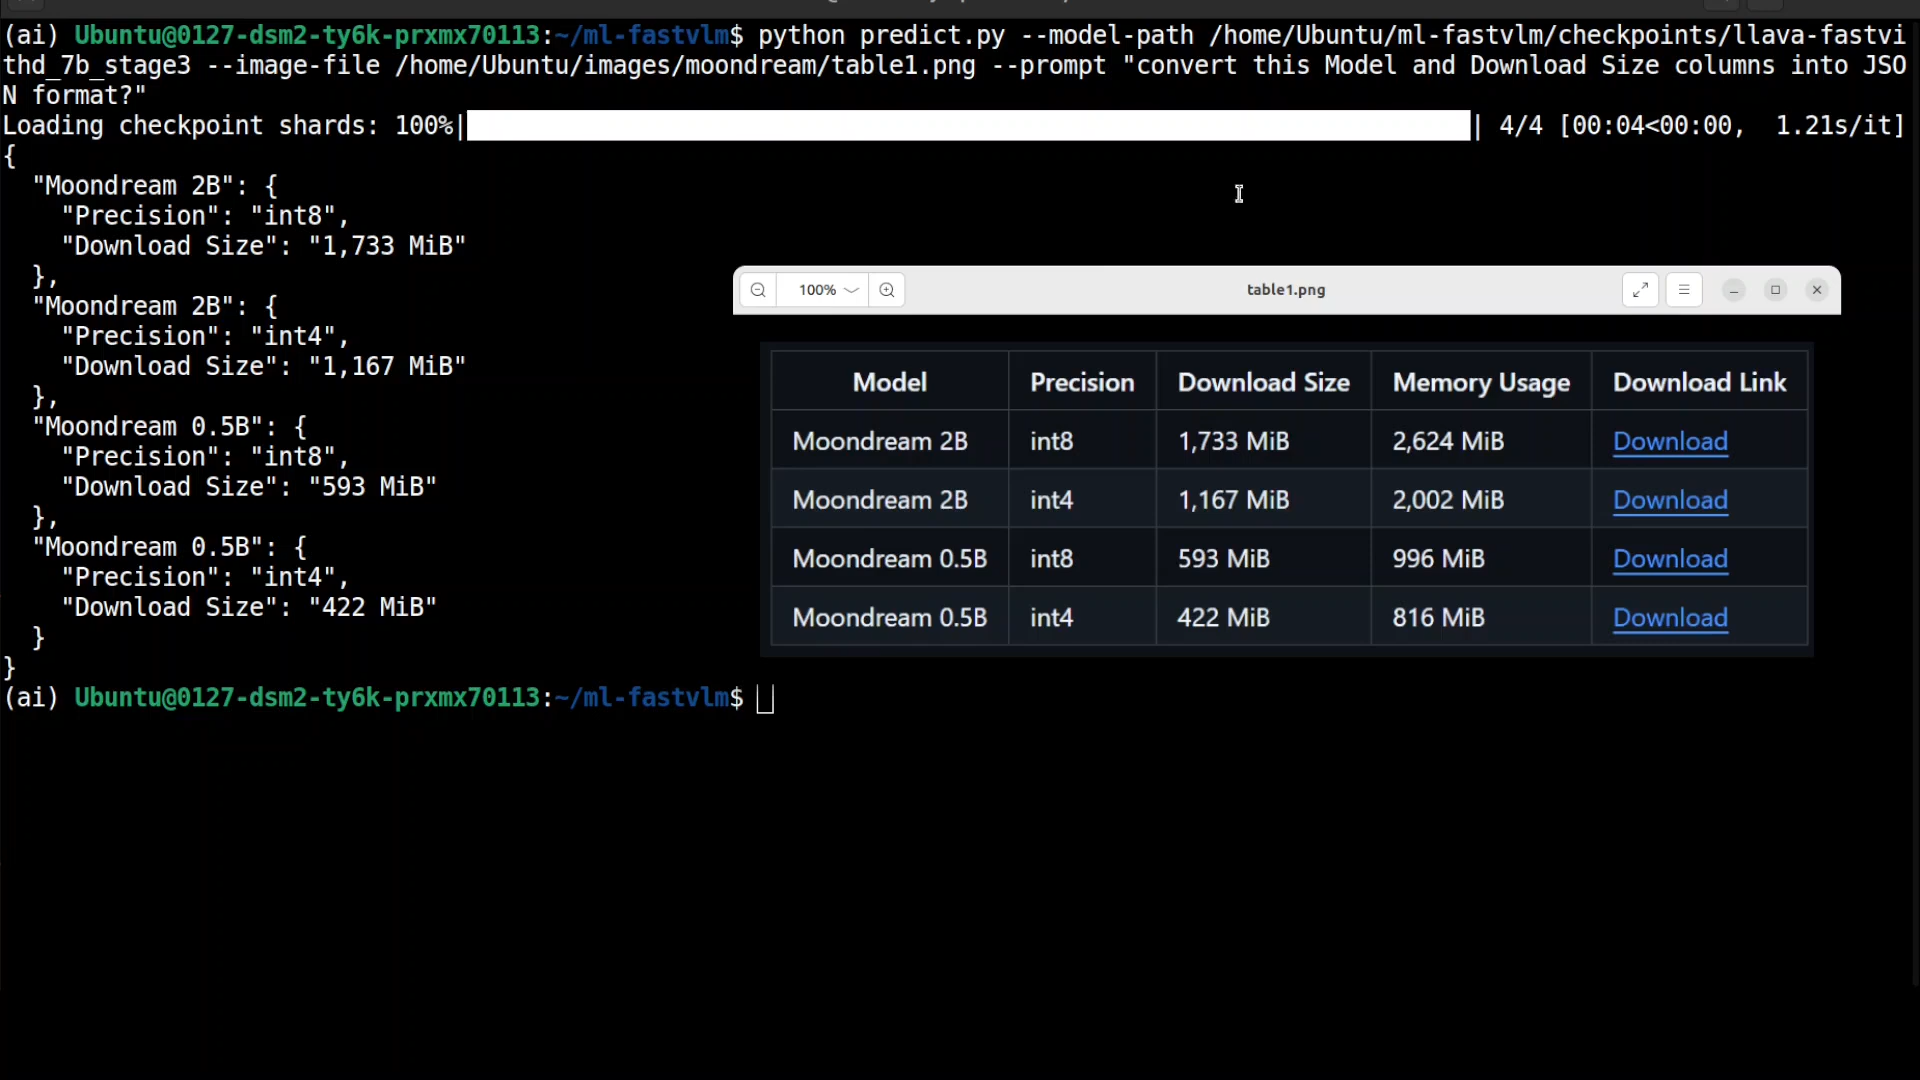 (ai) Ubuntu@0127-dsm2-ty6k-prxmx70113:~/ml-fastvlm$ python predict.py --model-path /home/Ubuntu/ml-fastvlm/checkpoints/llava-fastvi
thd_7b_stage3 --image-file /home/Ubuntu/images/moondream/table1.png --prompt "convert this Model and Download Size columns into JSO
N format?"
Loading checkpoint shards: 100%| | 4/4 [00:04<00:00, 1.21s/it]
{
"Moondream 2B": {
"Precision": "int8",
"Download Size": "1,733 MiB"
},
"Moondream 2B": {
"Precision": "int4",
"Download Size": "1,167 MiB"
},
"Moondream 0.5B": {
"Precision": "int8",
"Download Size": "593 MiB"
},
"Moondream 0.5B": {
"Precision": "int4",
"Download Size": "422 MiB"
}
}
(ai) Ubuntu@0127-dsm2-ty6k-prxmx70113:~/ml-fastvlm$
100% table1.png
Model Precision Download Size Memory Usage Download Link
Moondream 2B int8 1,733 MiB 2,624 MiB Download
Moondream 2B int4 1,167 MiB 2,002 MiB Download
Moondream 0.5B int8 593 MiB 996 MiB Download
Moondream 0.5B int4 422 MiB 816 MiB Download